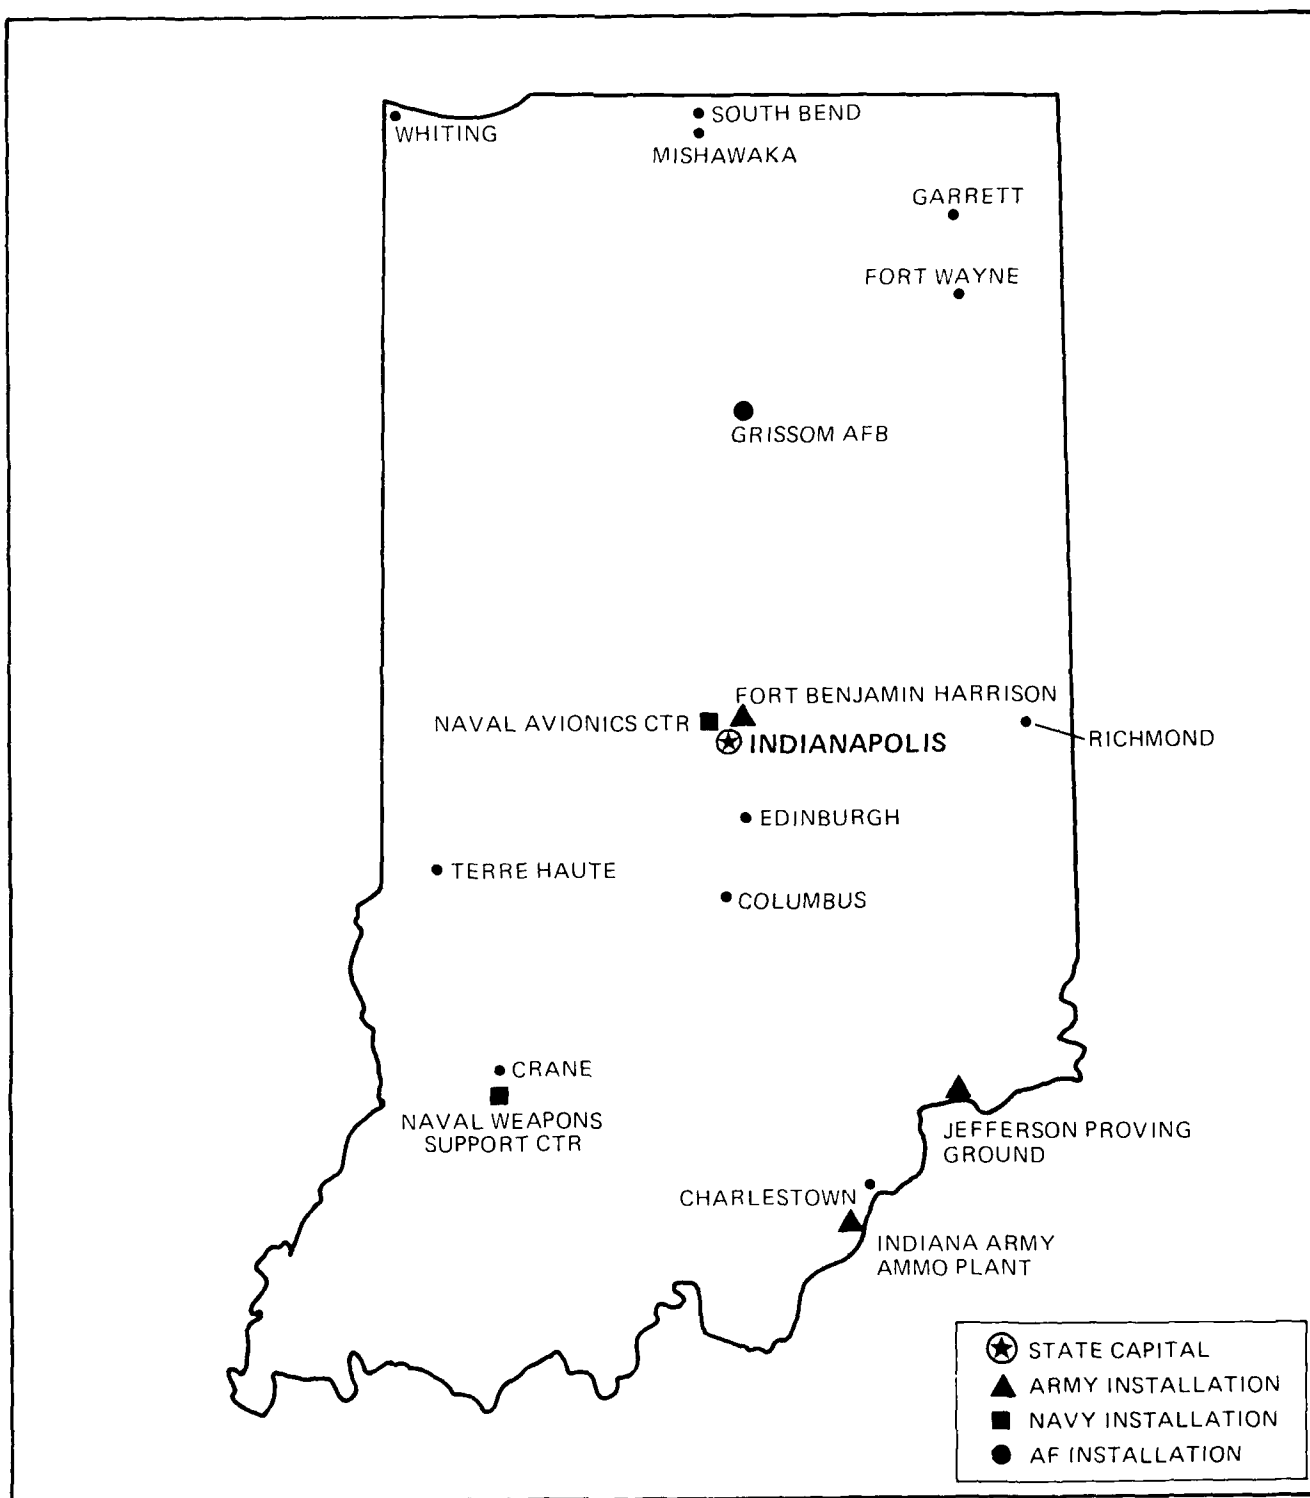 SOUTH BEND
WHITING
MISHAWAKA
GARRETT
FORT WAYNE
GRISSOM AFB
FORT BENJAMIN HARRISON
NAVAL AVIONICS CTR
INDIANAPOLIS
RICHMOND
EDINBURGH
TERRE HAUTE
COLUMBUS
CRANE
NAVAL WEAPONS
SUPPORT CTR
JEFFERSON PROVING
GROUND
CHARLESTOWN
INDIANA ARMY
AMMO PLANT
STATE CAPITAL
ARMY INSTALLATION
NAVY INSTALLATION
AF INSTALLATION